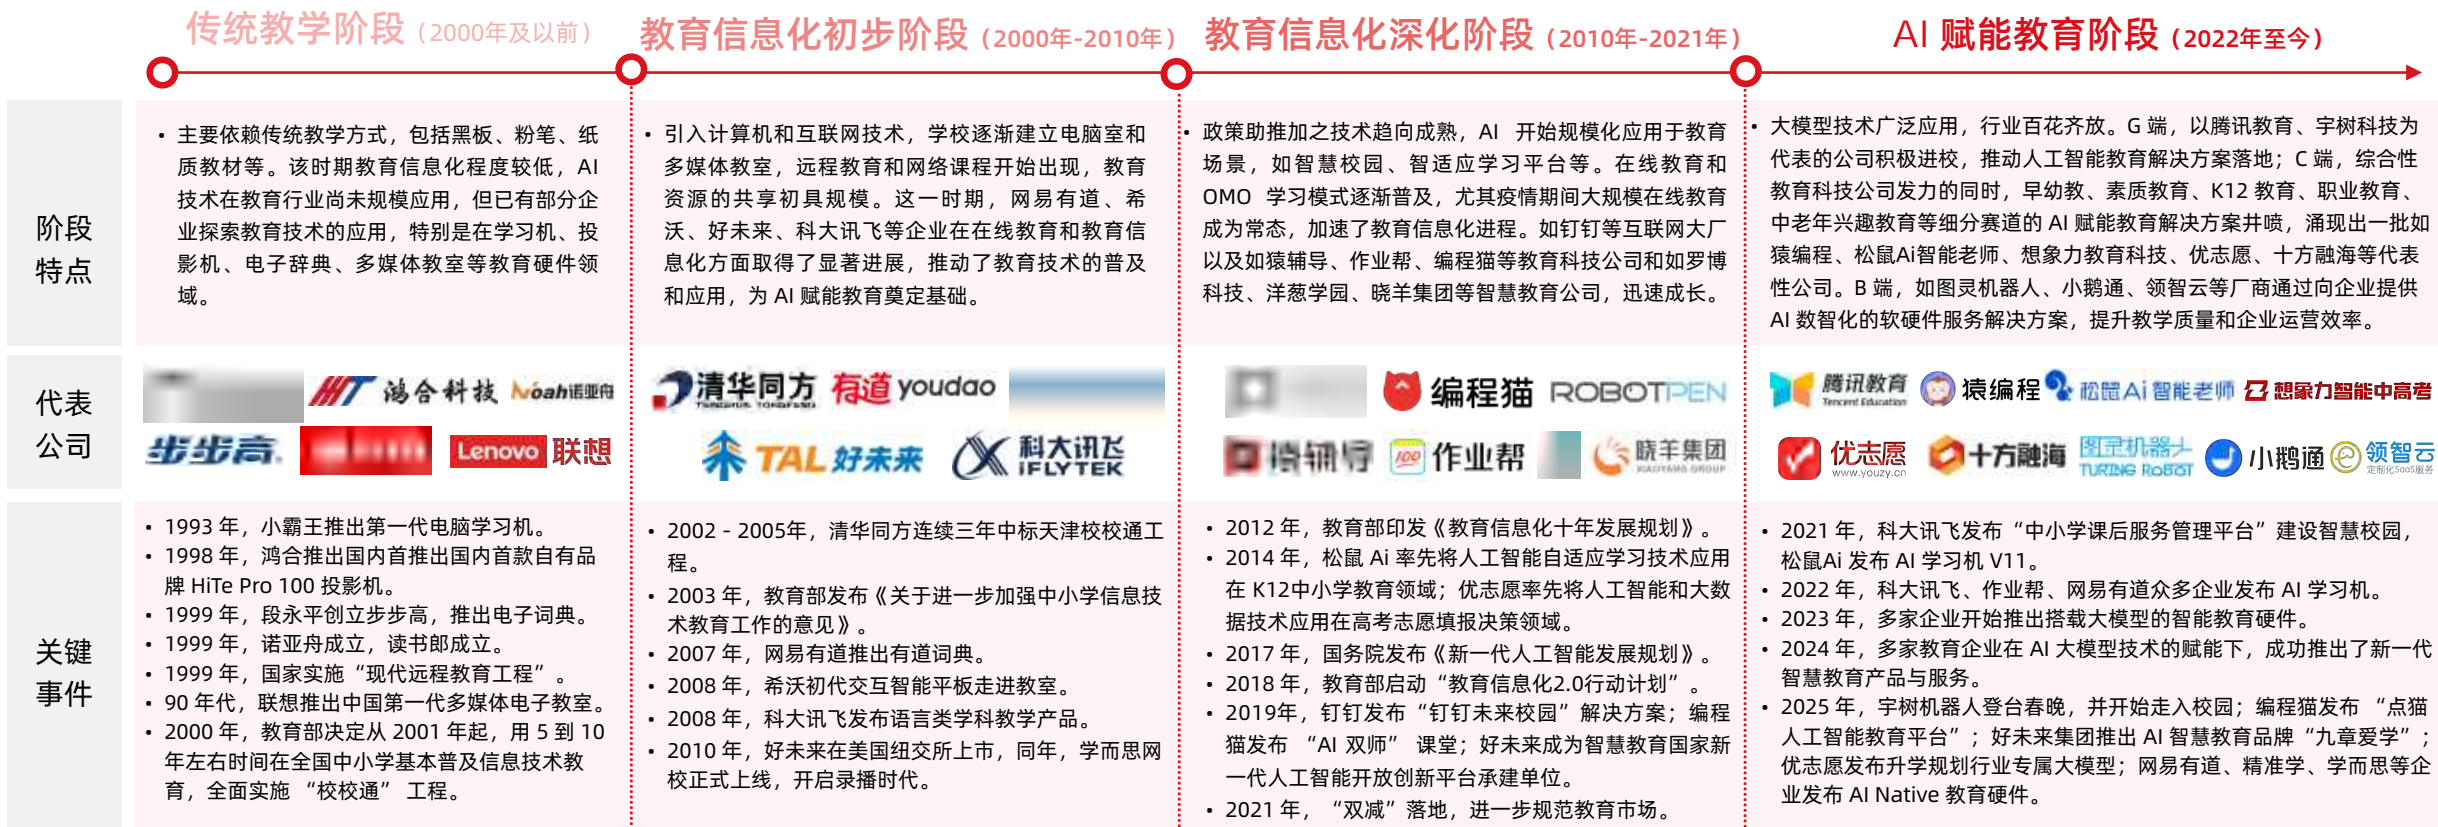 传统教学阶段（2000年及以前）
教育信息化初步阶段（2000年-2010年）
教育信息化深化阶段（2010年-2021年）
AI 赋能教育阶段（2022年至今）
阶段
特点
• 主要依赖传统教学方式，包括黑板、粉笔、纸
质教材等。该时期教育信息化程度较低，AI
技术在教育行业尚未规模应用，但已有部分企
业探索教育技术的应用，特别是在学习机、投
影机、电子辞典、多媒体教室等教育硬件领
域。
• 引入计算机和互联网技术，学校逐渐建立电脑室和
多媒体教室，远程教育和网络课程开始出现，教育
资源的共享初具规模。这一时期，网易有道、希
沃、好未来、科大讯飞等企业在在线教育和教育信
息化方面取得了显著进展，推动了教育技术的普及
和应用，为 AI 赋能教育奠定基础。
• 政策助推加之技术趋向成熟，AI 开始规模化应用于教育
场景，如智慧校园、智适应学习平台等。在线教育和
OMO 学习模式逐渐普及，尤其疫情期间大规模在线教育
成为常态，加速了教育信息化进程。如钉钉等互联网大厂
以及如猿辅导、作业帮、编程猫等教育科技公司和如罗博
科技、洋葱学园、晓羊集团等智慧教育公司，迅速成长。
• 大模型技术广泛应用，行业百花齐放。G 端，以腾讯教育、宇树科技为
代表的公司积极进校，推动人工智能教育解决方案落地；C 端，综合性
教育科技公司发力的同时，早幼教、素质教育、K12 教育、职业教育、
中老年兴趣教育等细分赛道的 AI 赋能教育解决方案井喷，涌现出一批如
猿编程、松鼠Ai智能老师、想象力教育科技、优志愿、十方融海等代表
性公司。B 端，如图灵机器人、小鹅通、领智云等厂商通过向企业提供
AI 数智化的软硬件服务解决方案，提升教学质量和企业运营效率。
代表
公司
HT 鸿合科技 Noah诺亚舟
步步高 Lenovo 联想
清华同方 TSINGHUA TONGFANG 有道 youdao
TAL 好未来 科大讯飞 iFLYTEK
编程猫 ROBOTPEN
猿辅导 100 作业帮 晓羊集团 XIAOYANG GROUP
腾讯教育 Tencent Education 猿编程 松鼠Ai智能老师 想象力智能中高考
优志愿 www.youzy.cn 十方融海 图灵机器人 TURING ROBOT 小鹅通 领智云 定制化SaaS服务
关键
事件
• 1993 年，小霸王推出第一代电脑学习机。
• 1998 年，鸿合推出国内首推出国内首款自有品
牌 HiTe Pro 100 投影机。
• 1999 年，段永平创立步步高，推出电子词典。
• 1999 年，诺亚舟成立，读书郎成立。
• 1999 年，国家实施“现代远程教育工程”。
• 90 年代，联想推出中国第一代多媒体电子教室。
• 2000 年，教育部决定从 2001 年起，用 5 到 10
年左右时间在全国中小学基本普及信息技术教
育，全面实施 “校校通” 工程。
• 2002 - 2005年，清华同方连续三年中标天津校校通工
程。
• 2003 年，教育部发布《关于进一步加强中小学信息技
术教育工作的意见》。
• 2007 年，网易有道推出有道词典。
• 2008 年，希沃初代交互智能平板走进教室。
• 2008 年，科大讯飞发布语言类学科教学产品。
• 2010 年，好未来在美国纽交所上市，同年，学而思网
校正式上线，开启录播时代。
• 2012 年，教育部印发《教育信息化十年发展规划》。
• 2014 年，松鼠 Ai 率先将人工智能自适应学习技术应用
在 K12中小学教育领域；优志愿率先将人工智能和大数
据技术应用在高考志愿填报决策领域。
• 2017 年，国务院发布《新一代人工智能发展规划》。
• 2018 年，教育部启动“教育信息化2.0行动计划”。
• 2019年，钉钉发布“钉钉未来校园”解决方案；编程
猫发布 “AI 双师” 课堂；好未来成为智慧教育国家新
一代人工智能开放创新平台承建单位。
• 2021 年，“双减”落地，进一步规范教育市场。
• 2021 年，科大讯飞发布“中小学课后服务管理平台”建设智慧校园，
松鼠Ai 发布 AI 学习机 V11。
• 2022 年，科大讯飞、作业帮、网易有道众多企业发布 AI 学习机。
• 2023 年，多家企业开始推出搭载大模型的智能教育硬件。
• 2024 年，多家教育企业在 AI 大模型技术的赋能下，成功推出了新一代
智慧教育产品与服务。
• 2025 年，宇树机器人登台春晚，并开始走入校园；编程猫发布 “点猫
人工智能教育平台”；好未来集团推出 AI 智慧教育品牌“九章爱学”；
优志愿发布升学规划行业专属大模型；网易有道、精准学、学而思等企
业发布 AI Native 教育硬件。